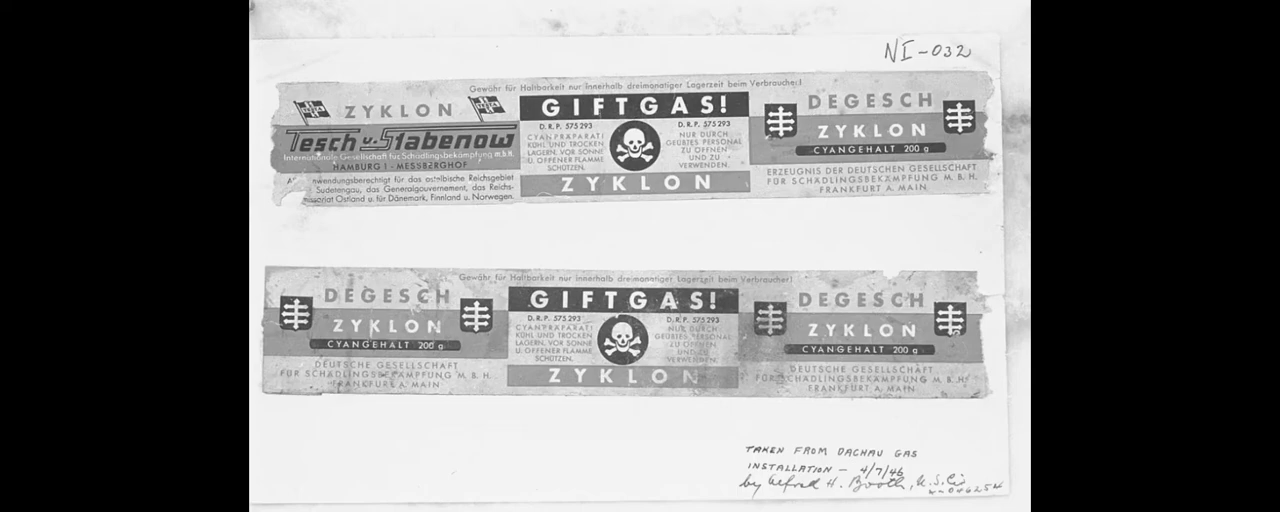 NI-032
Gewähr für Haltbarkeit nur innerhalb dreimonatiger Lagerzeit beim Verbraucher!
ZYKLON
Tesch u. Stabenow
Internationale Gesellschaft für Schädlingsbekämpfung m.b.H.
HAMBURG 1 - MESSBERGHOF
Anwendungsberechtigt für das ostelbische Reichsgebiet
Sudetengau, das Generalgouvernement, das Reichs-
Ostland u. für Dänemark, Finnland u. Norwegen.
GIFTGAS!
D.R.P. 575293
CYANPRÄPARAT!
KÜHL UND TROCKEN
LAGERN. VOR SONNE
U. OFFENER FLAMME
SCHÜTZEN.
D.R.P. 575293
NUR DURCH
GEÜBTES PERSONAL
ZU ÖFFNEN
UND ZU
VERWENDEN.
ZYKLON
DEGESCH
ZYKLON
CYANGEHALT 200 g
ERZEUGNIS DER DEUTSCHEN GESELLSCHAFT
FÜR SCHÄDLINGSBEKÄMPFUNG M. B. H.
FRANKFURT A. MAIN
Gewähr für Haltbarkeit nur innerhalb dreimonatiger Lagerzeit beim Verbraucher!
DEGESCH
ZYKLON
CYANGEHALT 200 g
DEUTSCHE GESELLSCHAFT
FÜR SCHÄDLINGSBEKÄMPFUNG M. B. H.
FRANKFURT A. MAIN
GIFTGAS!
D.R.P. 575293
CYANPRÄPARAT!
KÜHL UND TROCKEN
LAGERN. VOR SONNE
U. OFFENER FLAMME
SCHÜTZEN.
D.R.P. 575293
NUR DURCH
GEÜBTES PERSONAL
ZU ÖFFNEN
UND ZU
VERWENDEN.
ZYKLON
DEGESCH
ZYKLON
CYANGEHALT 200 g
DEUTSCHE GESELLSCHAFT
FÜR SCHÄDLINGSBEKÄMPFUNG M. B. H.
FRANKFURT A. MAIN
TAKEN FROM DACHAU GAS
INSTALLATION — 4/7/46
by Alfred H. Booth, U.S. Civ
046254